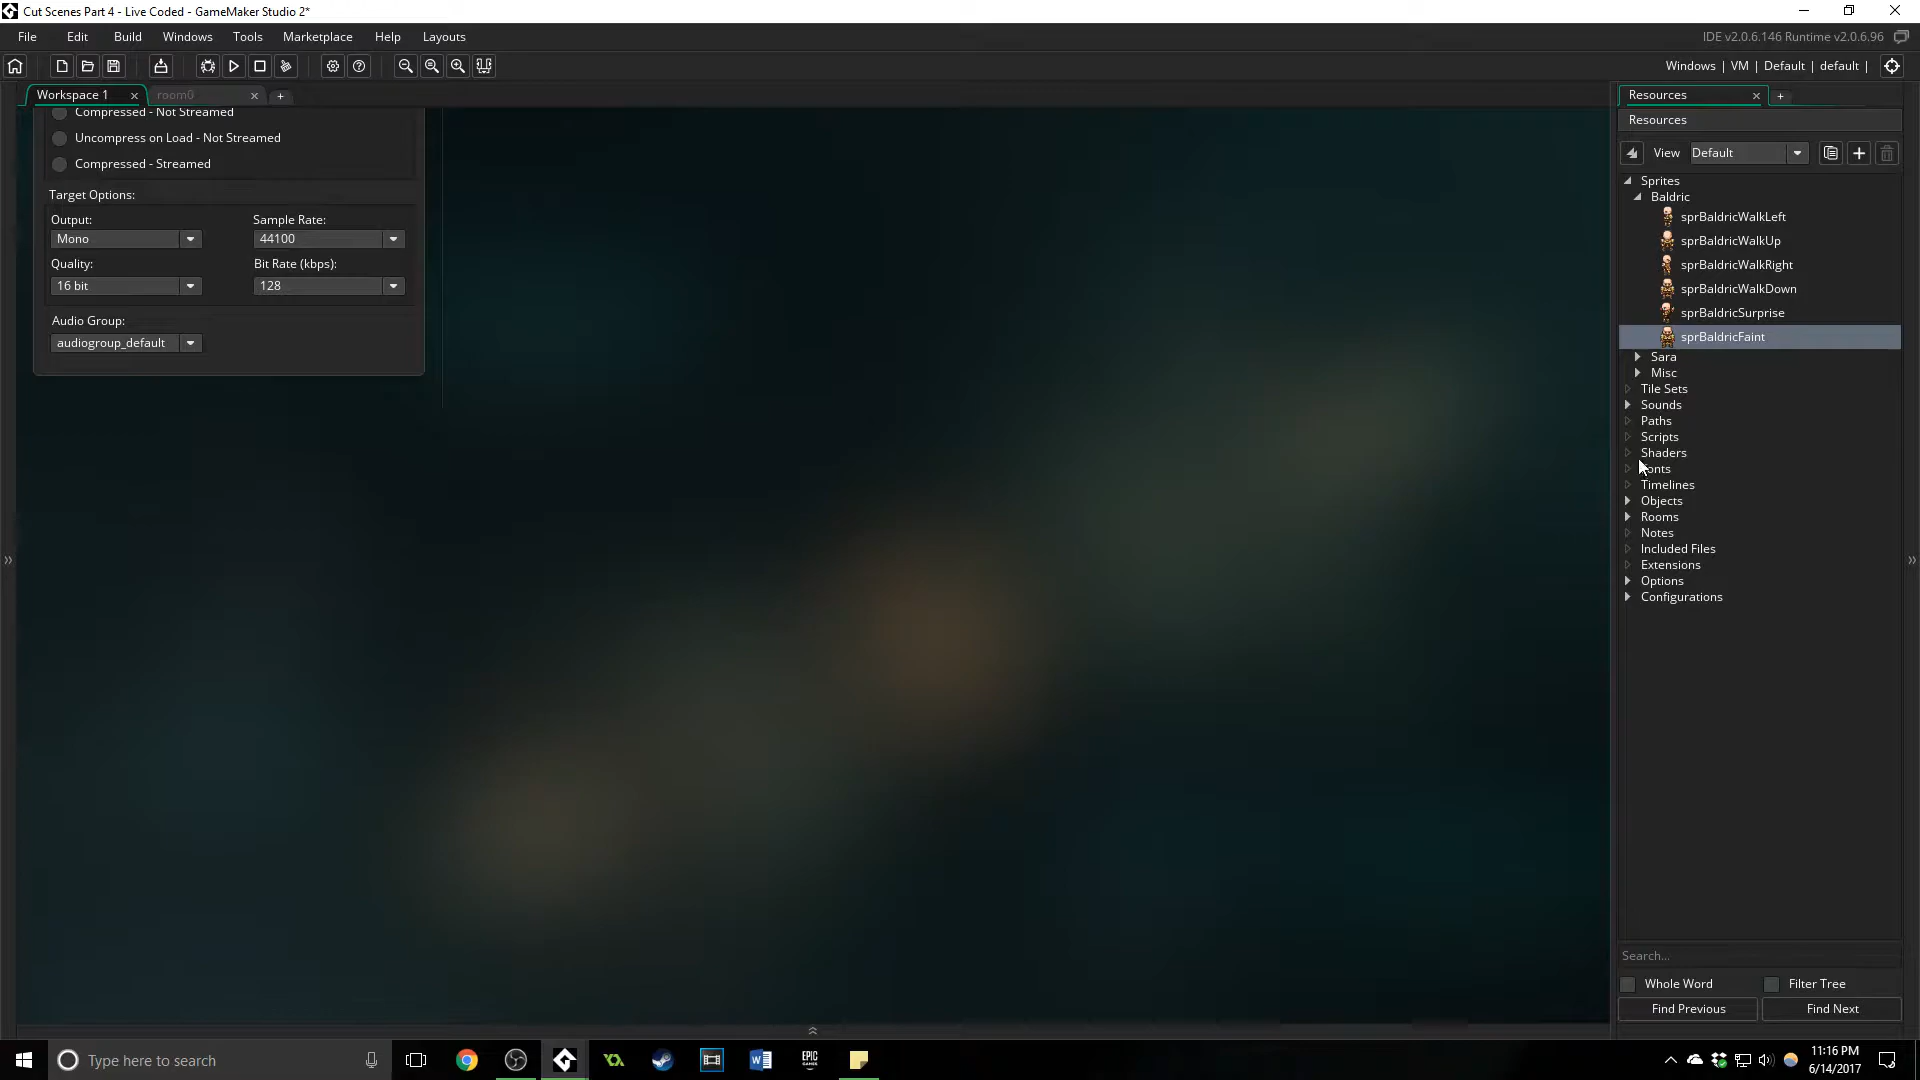 Cut Scenes Part 4 - Live Coded - GameMaker Studio 2*
File Edit Build Windows Tools Marketplace Help Layouts
IDE v2.0.6.146 Runtime v2.0.6.96
Windows | VM | Default | default |
Workspace 1
room0
Resources
Resources
View Default
Compressed - Not Streamed
Uncompress on Load - Not Streamed
Compressed - Streamed
Target Options:
Output: Sample Rate:
Mono 44100
Quality: Bit Rate (kbps):
16 bit 128
Audio Group:
audiogroup_default
Sprites
Baldric
sprBaldricWalkLeft
sprBaldricWalkUp
sprBaldricWalkRight
sprBaldricWalkDown
sprBaldricSurprise
sprBaldricFaint
Sara
Misc
Tile Sets
Sounds
Paths
Scripts
Shaders
onts
Timelines
Objects
Rooms
Notes
Included Files
Extensions
Options
Configurations
Search...
Whole Word Filter Tree
Find Previous Find Next
Type here to search
EPIC GAMES
11:16 PM
6/14/2017